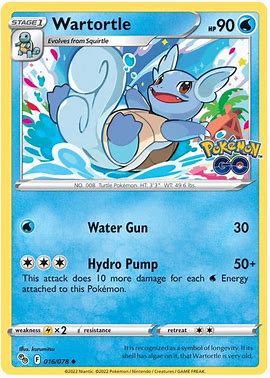 STAGE 1
Wartortle
HP 90
Evolves from Squirtle
Pokémon
GO
NO. 008 Turtle Pokémon HT: 3'3" WT: 49.6 lbs.
Water Gun 30
Hydro Pump 50+
This attack does 10 more damage for each Energy
attached to this Pokémon.
weakness ×2 resistance retreat
Illus. Jerumiho
It is recognized as a symbol of longevity. If its
shell has algae on it, that Wartortle is very old.
F 016/078
©2022 Niantic ©2022 Pokémon / Nintendo / Creatures / GAME FREAK.